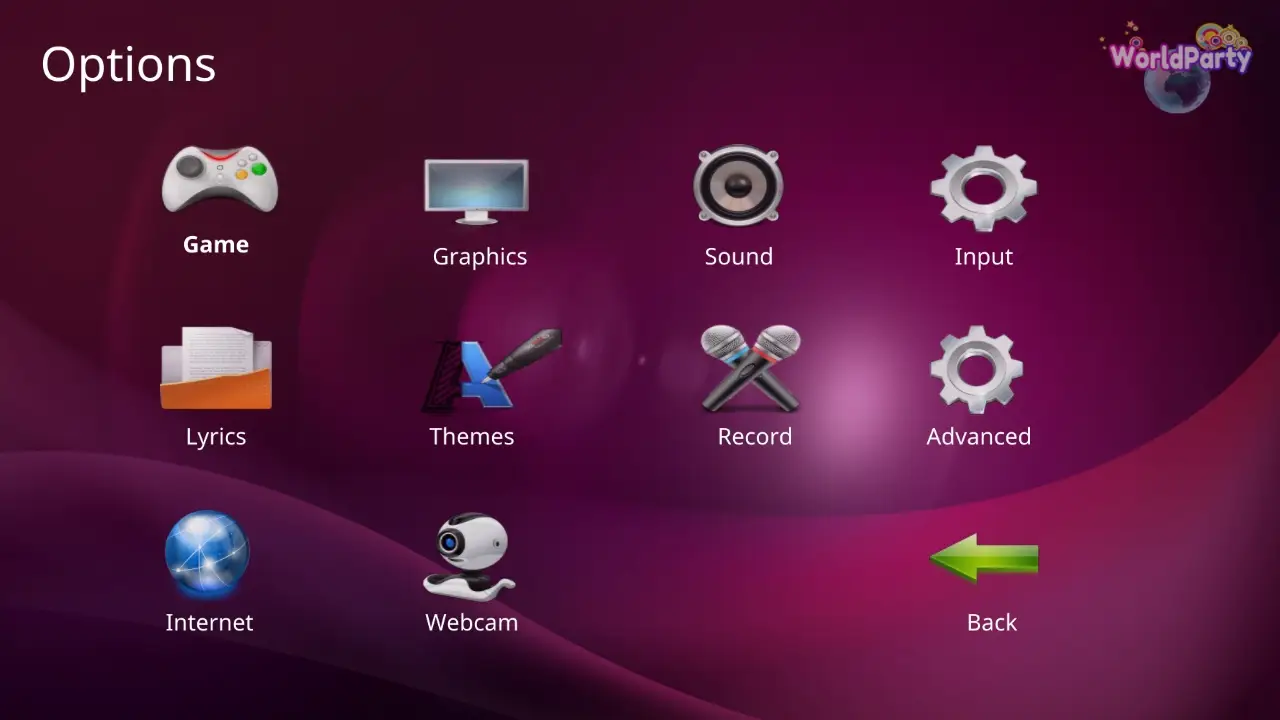 Options
WorldParty
Game
Graphics
Sound
Input
Lyrics
Themes
Record
Advanced
Internet
Webcam
Back